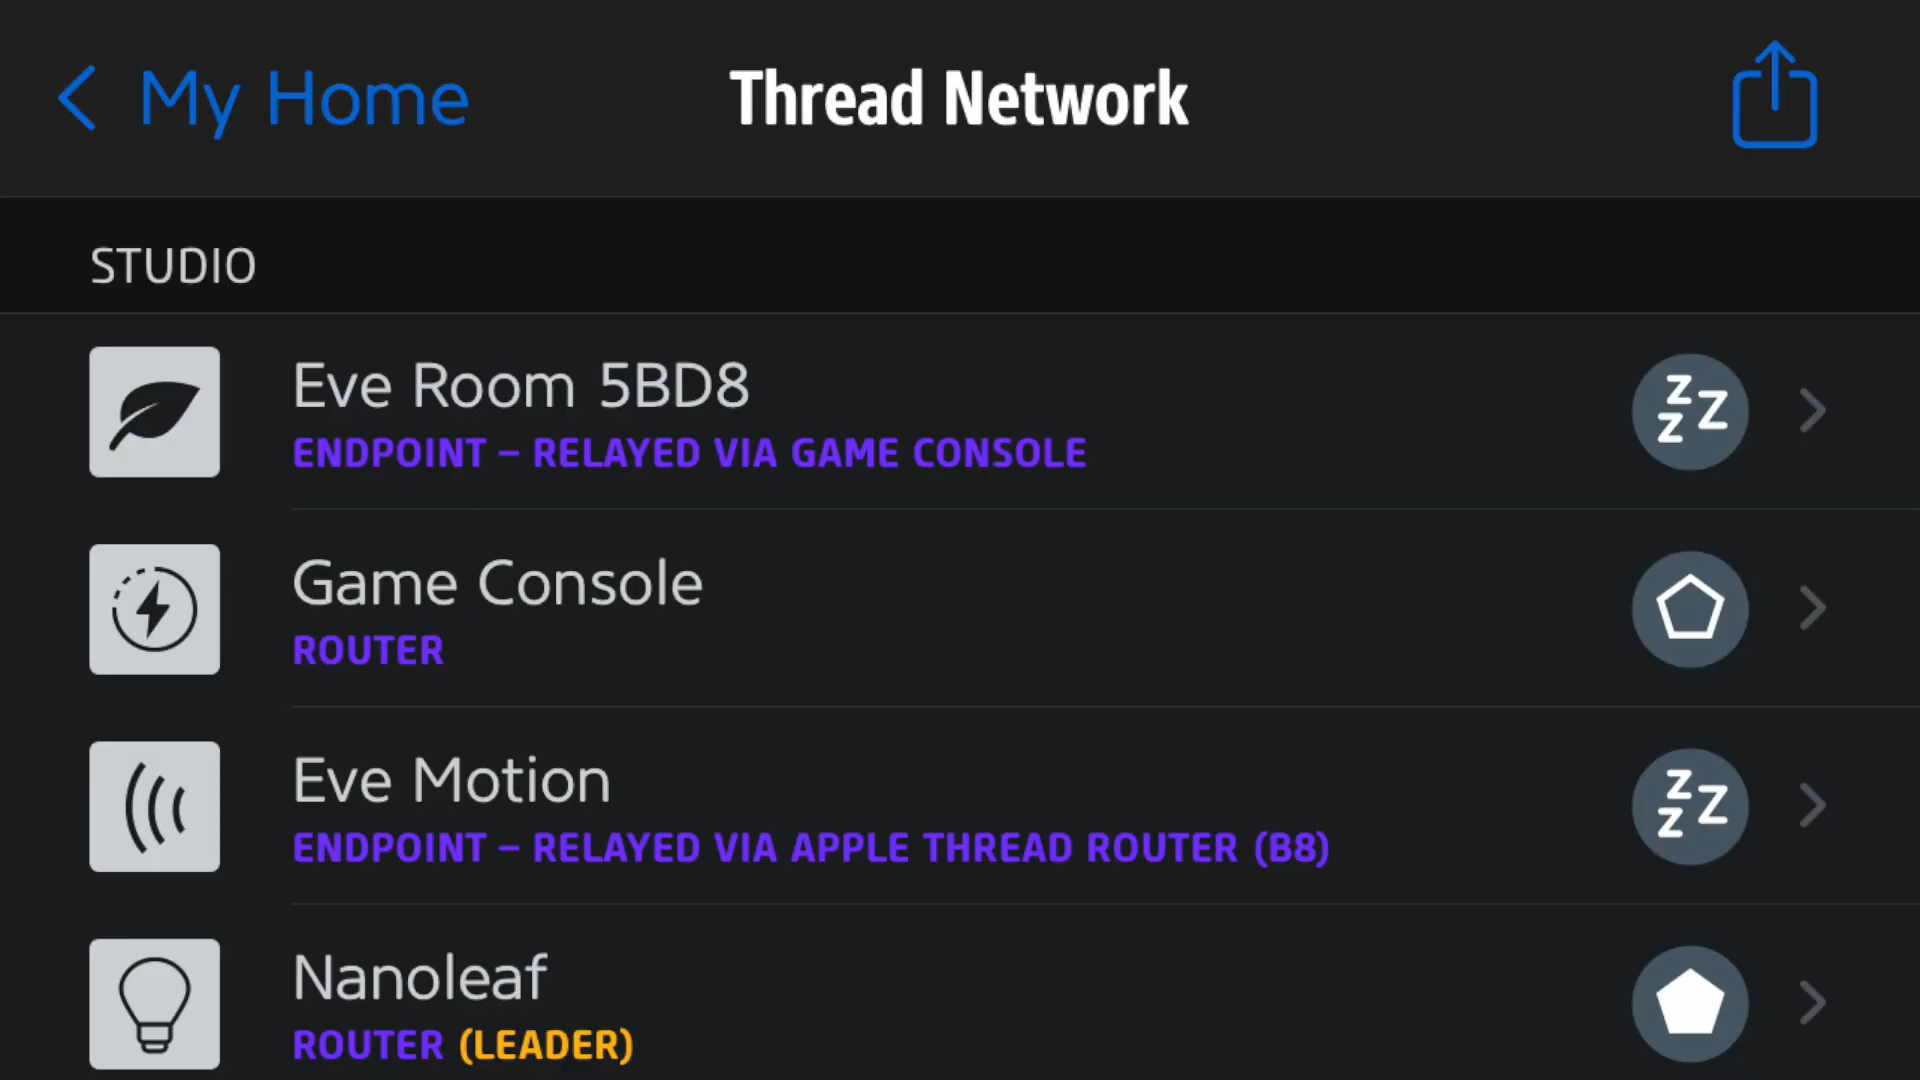 My Home
Thread Network
STUDIO
Eve Room 5BD8
ENDPOINT – RELAYED VIA GAME CONSOLE
Game Console
ROUTER
Eve Motion
ENDPOINT – RELAYED VIA APPLE THREAD ROUTER (B8)
Nanoleaf
ROUTER (LEADER)